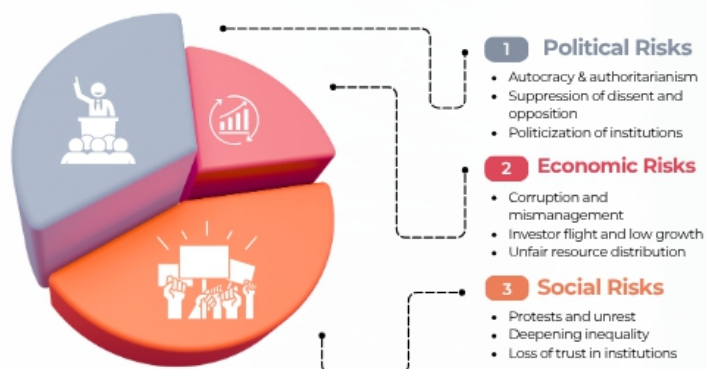 1 Political Risks
• Autocracy & authoritarianism
• Suppression of dissent and
opposition
• Politicization of institutions
2 Economic Risks
• Corruption and
mismanagement
• Investor flight and low growth
• Unfair resource distribution
3 Social Risks
• Protests and unrest
• Deepening inequality
• Loss of trust in institutions